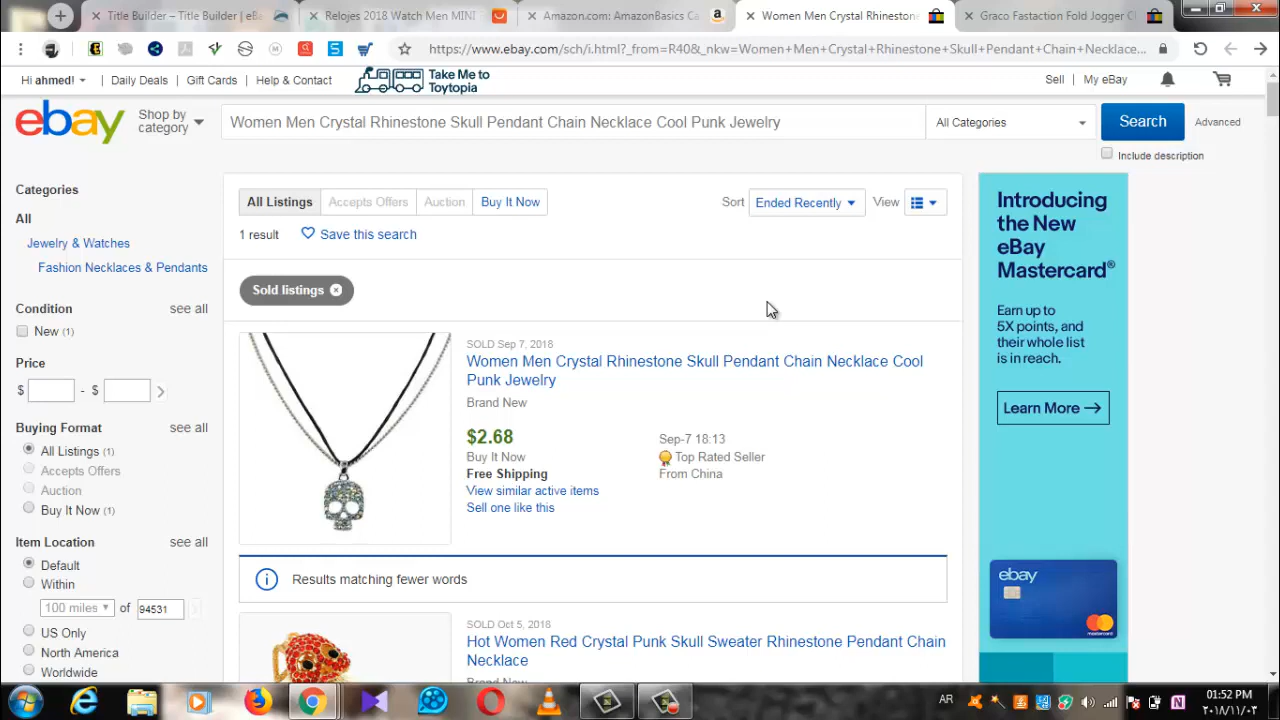 Title Builder – Title Builder | eBa
Relojes 2018 Watch Men MINI
Amazon.com: AmazonBasics Ca
Women Men Crystal Rhinestone
Graco Fastaction Fold Jogger Cl
https://www.ebay.com/sch/i.html?_from=R40&_nkw=Women+Men+Crystal+Rhinestone+Skull+Pendant+Chain+Necklace...
Hi ahmed!
Daily Deals
Gift Cards
Help & Contact
Take Me to
Toytopia
Sell
My eBay
ebay
Shop by
category
Women Men Crystal Rhinestone Skull Pendant Chain Necklace Cool Punk Jewelry
All Categories
Search
Advanced
Include description
Categories
All
Jewelry & Watches
Fashion Necklaces & Pendants
Condition
see all
New (1)
Price
$ - $
Buying Format
see all
All Listings (1)
Accepts Offers
Auction
Buy It Now (1)
Item Location
see all
Default
Within
100 miles of 94531
US Only
North America
Worldwide
All Listings
Accepts Offers
Auction
Buy It Now
Sort
Ended Recently
View
1 result
Save this search
Sold listings
SOLD Sep 7, 2018
Women Men Crystal Rhinestone Skull Pendant Chain Necklace Cool
Punk Jewelry
Brand New
$2.68
Buy It Now
Free Shipping
View similar active items
Sell one like this
Sep-7 18:13
Top Rated Seller
From China
Results matching fewer words
SOLD Oct 5, 2018
Hot Women Red Crystal Punk Skull Sweater Rhinestone Pendant Chain
Necklace
Brand New
Introducing
the New
eBay
Mastercard®
Earn up to
5X points, and
their whole list
is in reach.
Learn More
ebay
mastercard
AR
01:52 PM
٢٠١٨/١١/٠٣